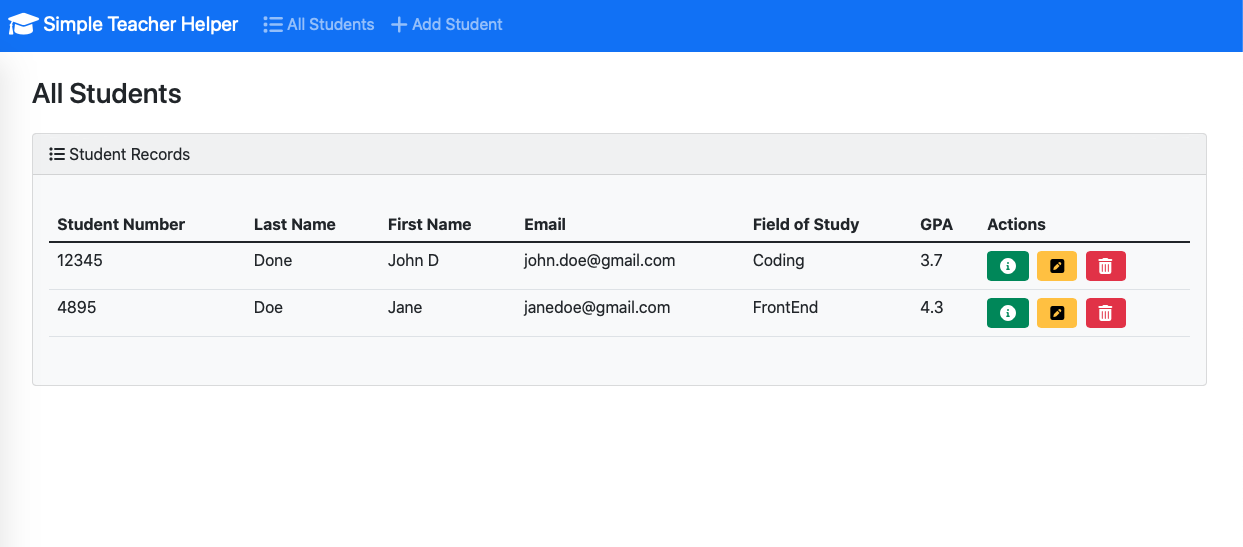 Simple Teacher Helper All Students Add Student
All Students
Student Records
Student Number Last Name First Name Email Field of Study GPA Actions
12345 Done John D john.doe@gmail.com Coding 3.7
4895 Doe Jane janedoe@gmail.com FrontEnd 4.3